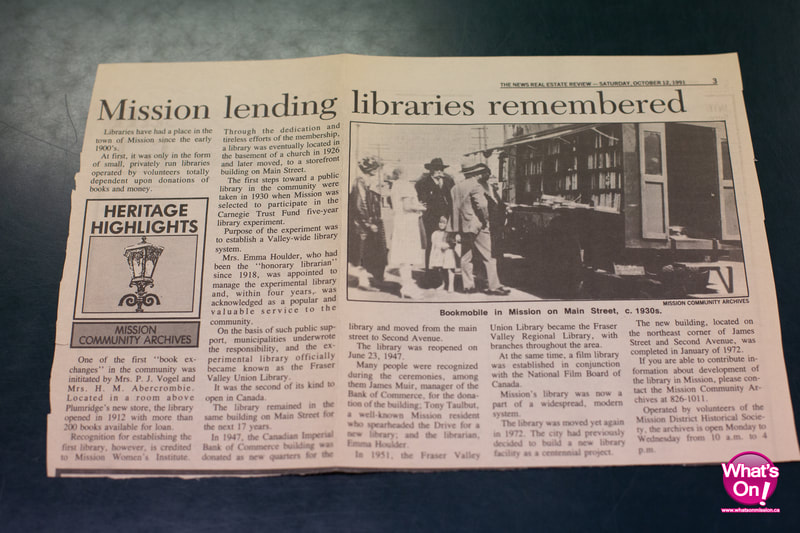 THE NEWS REAL ESTATE REVIEW — SATURDAY, OCTOBER 12, 1991 3
Mission lending libraries remembered
Libraries have had a place in the
town of Mission since the early
1900's.
At first, it was only in the form
of small, privately run libraries
operated by volunteers totally
dependent upon donations of
books and money.
HERITAGE
HIGHLIGHTS
MISSION
COMMUNITY ARCHIVES
One of the first "book ex-
changes" in the community was
inititated by Mrs. P. J. Vogel and
Mrs. H. M. Abercrombie.
Located in a room above
Plumridge's new store, the library
opened in 1912 with more than
200 books available for loan.
Recognition for establishing the
first library, however, is credited
to Mission Women's Institute.
Through the dedication and
tireless efforts of the membership,
a library was eventually located in
the basement of a church in 1926
and later moved, to a storefront
building on Main Street.
The first steps toward a public
library in the community were
taken in 1930 when Mission was
selected to participate in the
Carnegie Trust Fund five-year
library experiment.
Purpose of the experiment was
to establish a Valley-wide library
system.
Mrs. Emma Houlder, who had
been the "honorary librarian"
since 1918, was appointed to
manage the experimental library
and, within four years, was
acknowledged as a popular and
valuable service to the
community.
On the basis of such public sup-
port, municipalities underwrote
the responsibility, and the ex-
perimental library officially
became known as the Fraser
Valley Union Library.
It was the second of its kind to
open in Canada.
The library remained in the
same building on Main Street for
the next 17 years.
In 1947, the Canadian Imperial
Bank of Commerce building was
donated as new quarters for the
MISSION COMMUNITY ARCHIVES
Bookmobile in Mission on Main Street, c. 1930s.
library and moved from the main
street to Second Avenue.
The library was reopened on
June 23, 1947.
Many people were recognized
during the ceremonies, among
them James Muir, manager of the
Bank of Commerce, for the dona-
tion of the building; Tony Taulbut,
a well-known Mission resident
who spearheaded the Drive for a
new library; and the librarian,
Emma Houlder.
In 1951, the Fraser Valley
Union Library became the Fraser
Valley Regional Library, with
branches throughout the area.
At the same time, a film library
was established in conjunction
with the National Film Board of
Canada.
Mission's library was now a
part of a widespread, modern
system.
The library was moved yet again
in 1972. The city had previously
decided to build a new library
facility as a centennial project.
The new building, located on
the northeast corner of James
Street and Second Avenue, was
completed in January of 1972.
If you are able to contribute in-
formation about development of
the library in Mission, please con-
tact the Mission Community Ar-
chives at 826-1011.
Operated by volunteers of the
Mission District Historical Socie-
ty, the archives is open Monday to
Wednesday from 10 a.m. to 4
p.m.
What's
On!
www.whatsonmission.ca